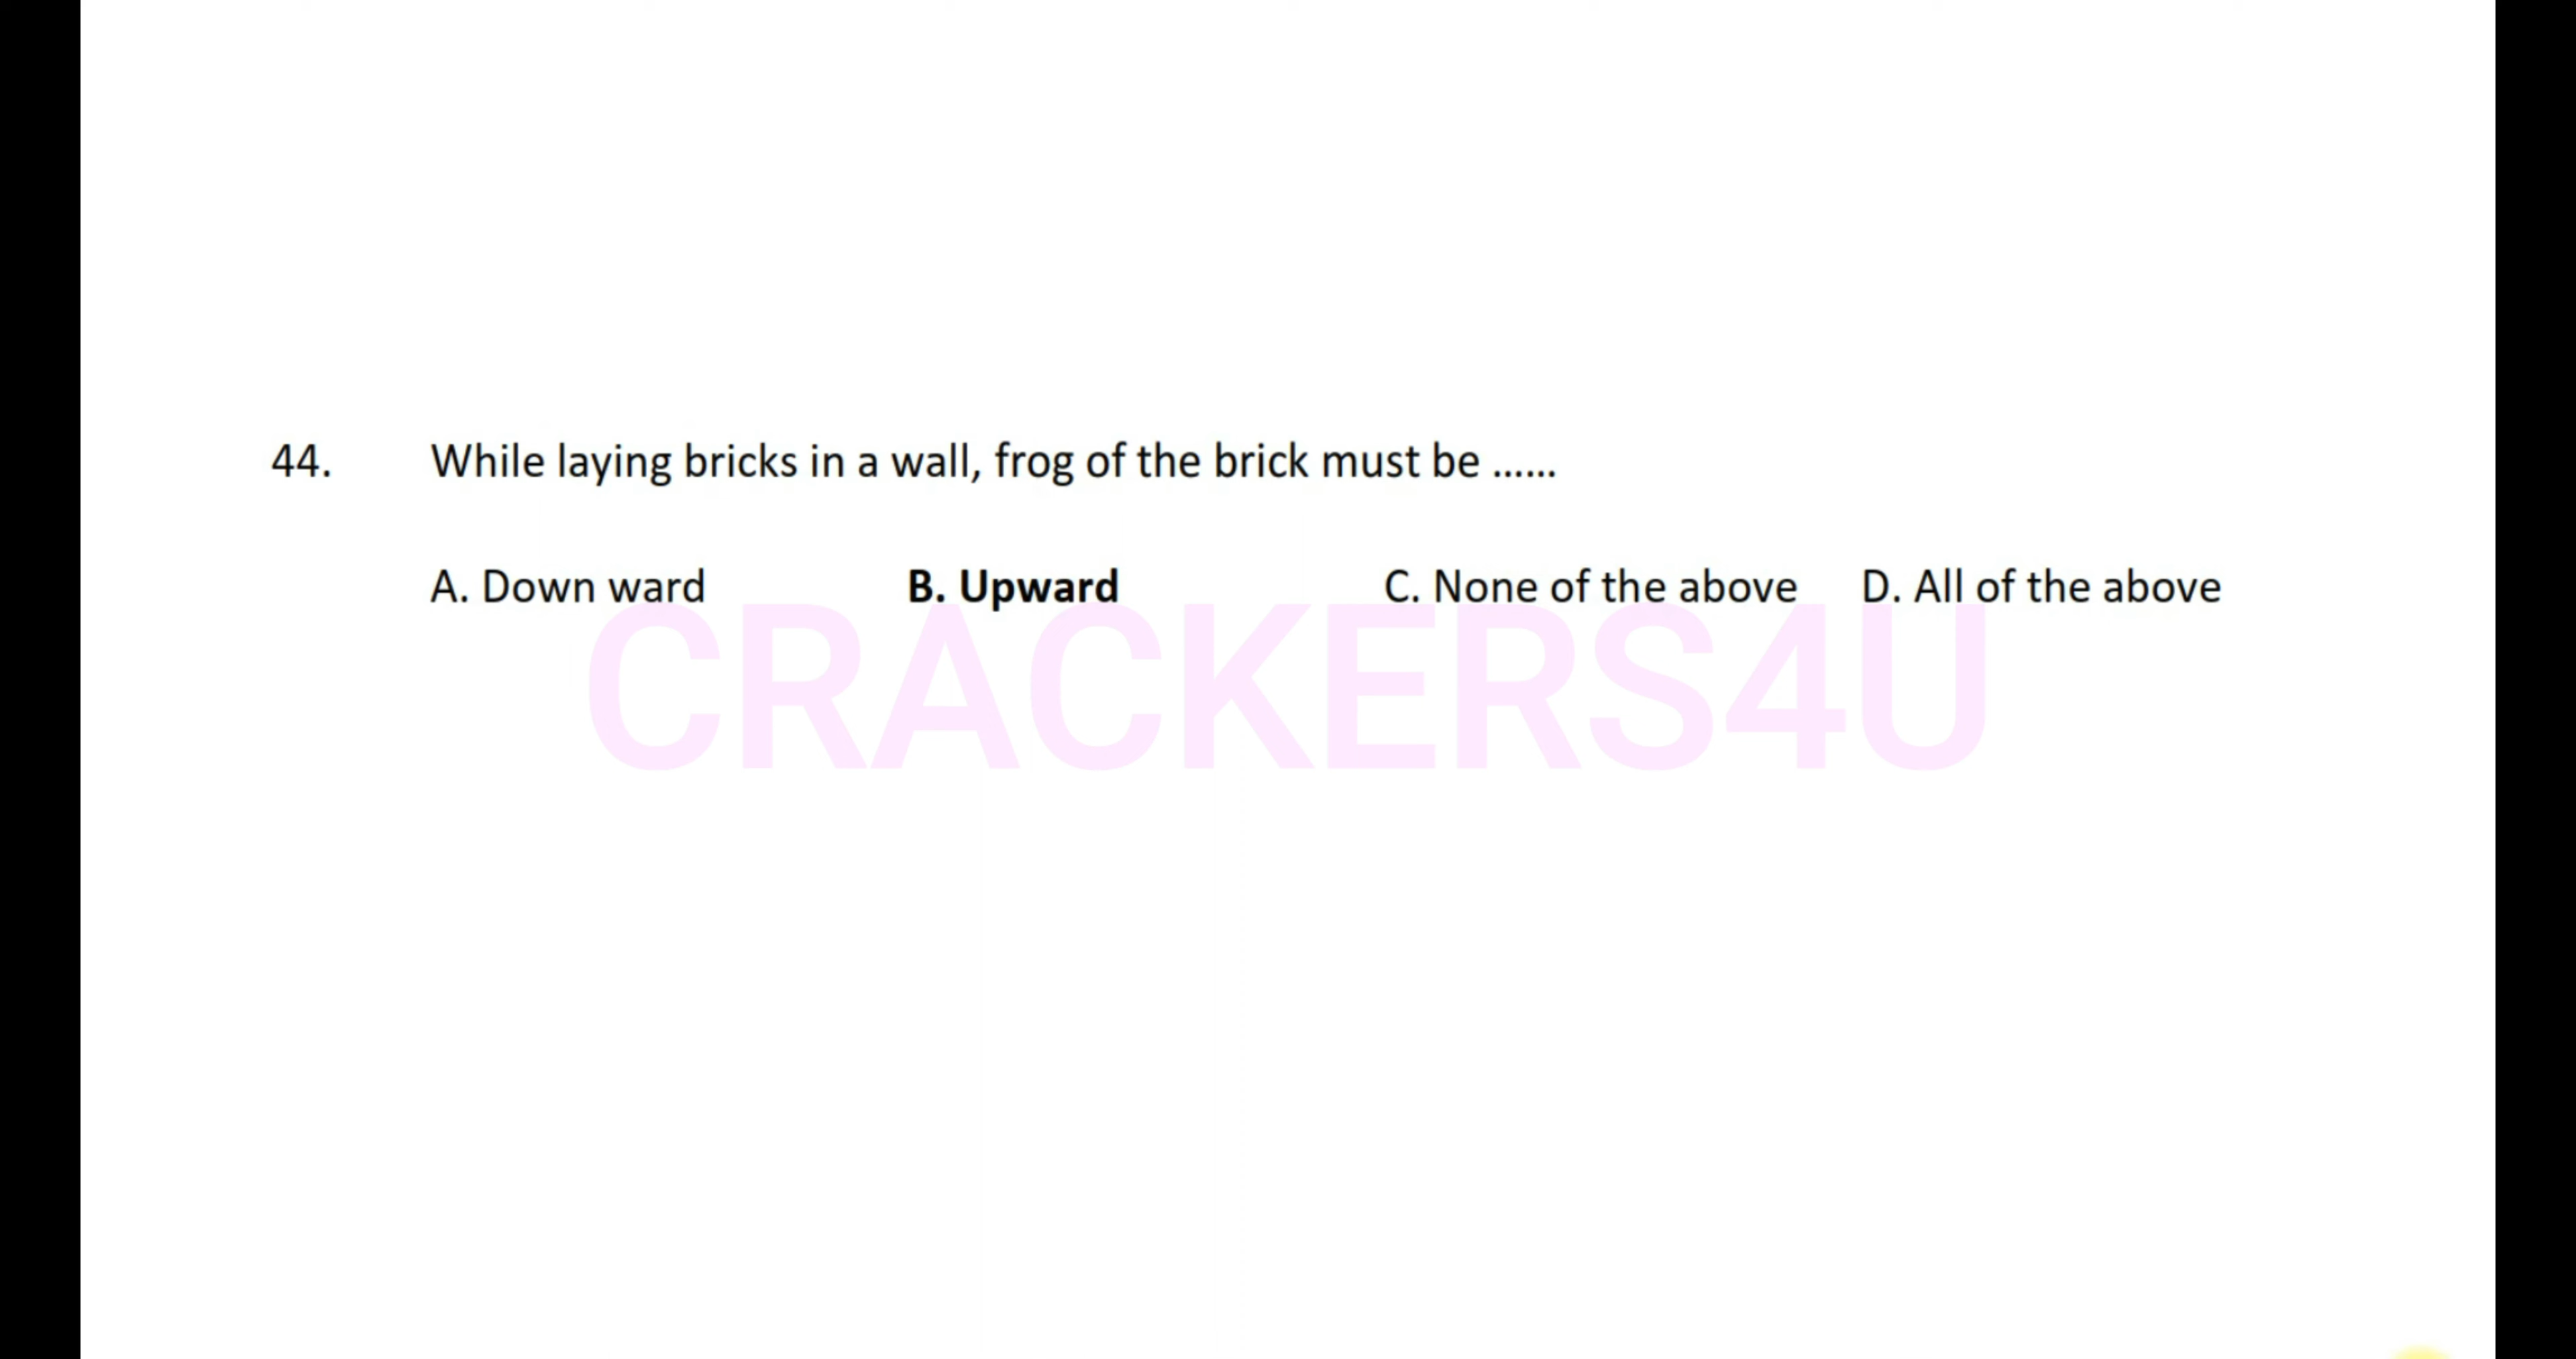 44. While laying bricks in a wall, frog of the brick must be ......
A. Down ward B. Upward C. None of the above D. All of the above
CRACKERS4U